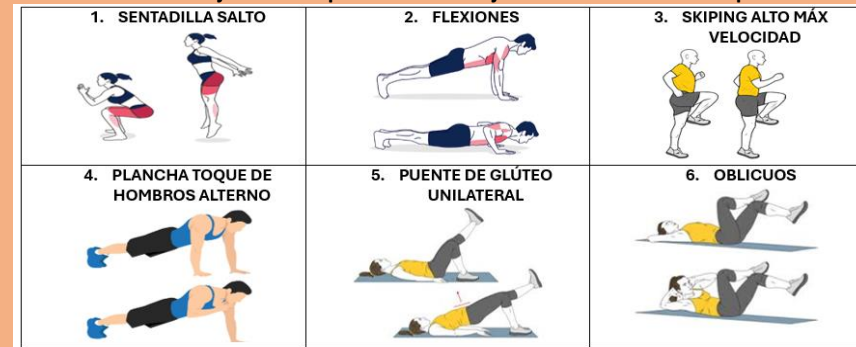 1. SENTADILLA SALTO
2. FLEXIONES
3. SKIPING ALTO MÁX
VELOCIDAD
4. PLANCHA TOQUE DE
HOMBROS ALTERNO
5. PUENTE DE GLÚTEO
UNILATERAL
6. OBLICUOS